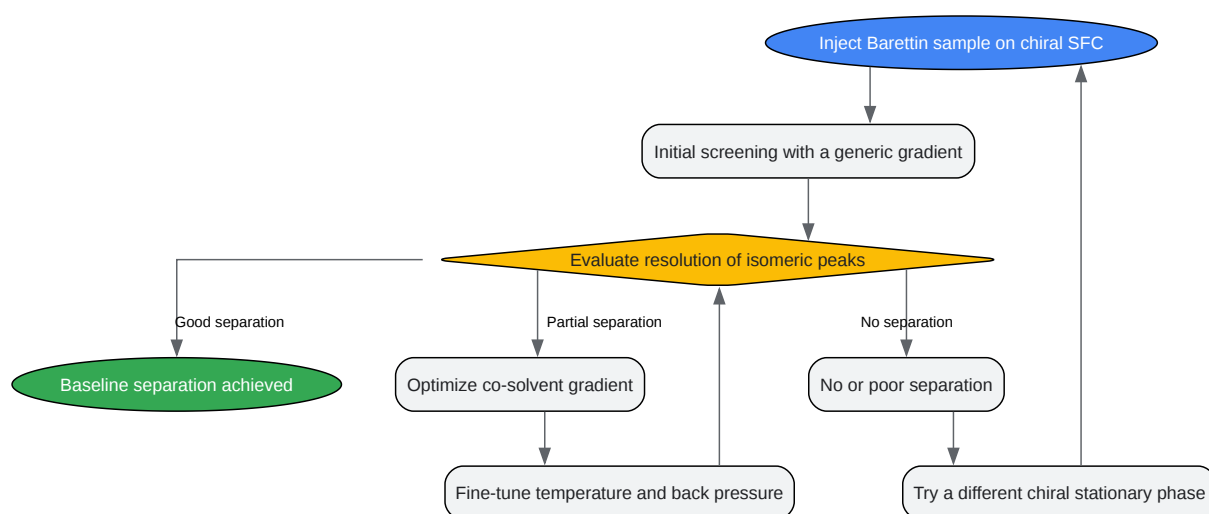 Inject Barettin sample on chiral SFC
Initial screening with a generic gradient
Evaluate resolution of isomeric peaks
Good separation
Partial separation
No separation
Baseline separation achieved
Optimize co-solvent gradient
No or poor separation
Fine-tune temperature and back pressure
Try a different chiral stationary phase